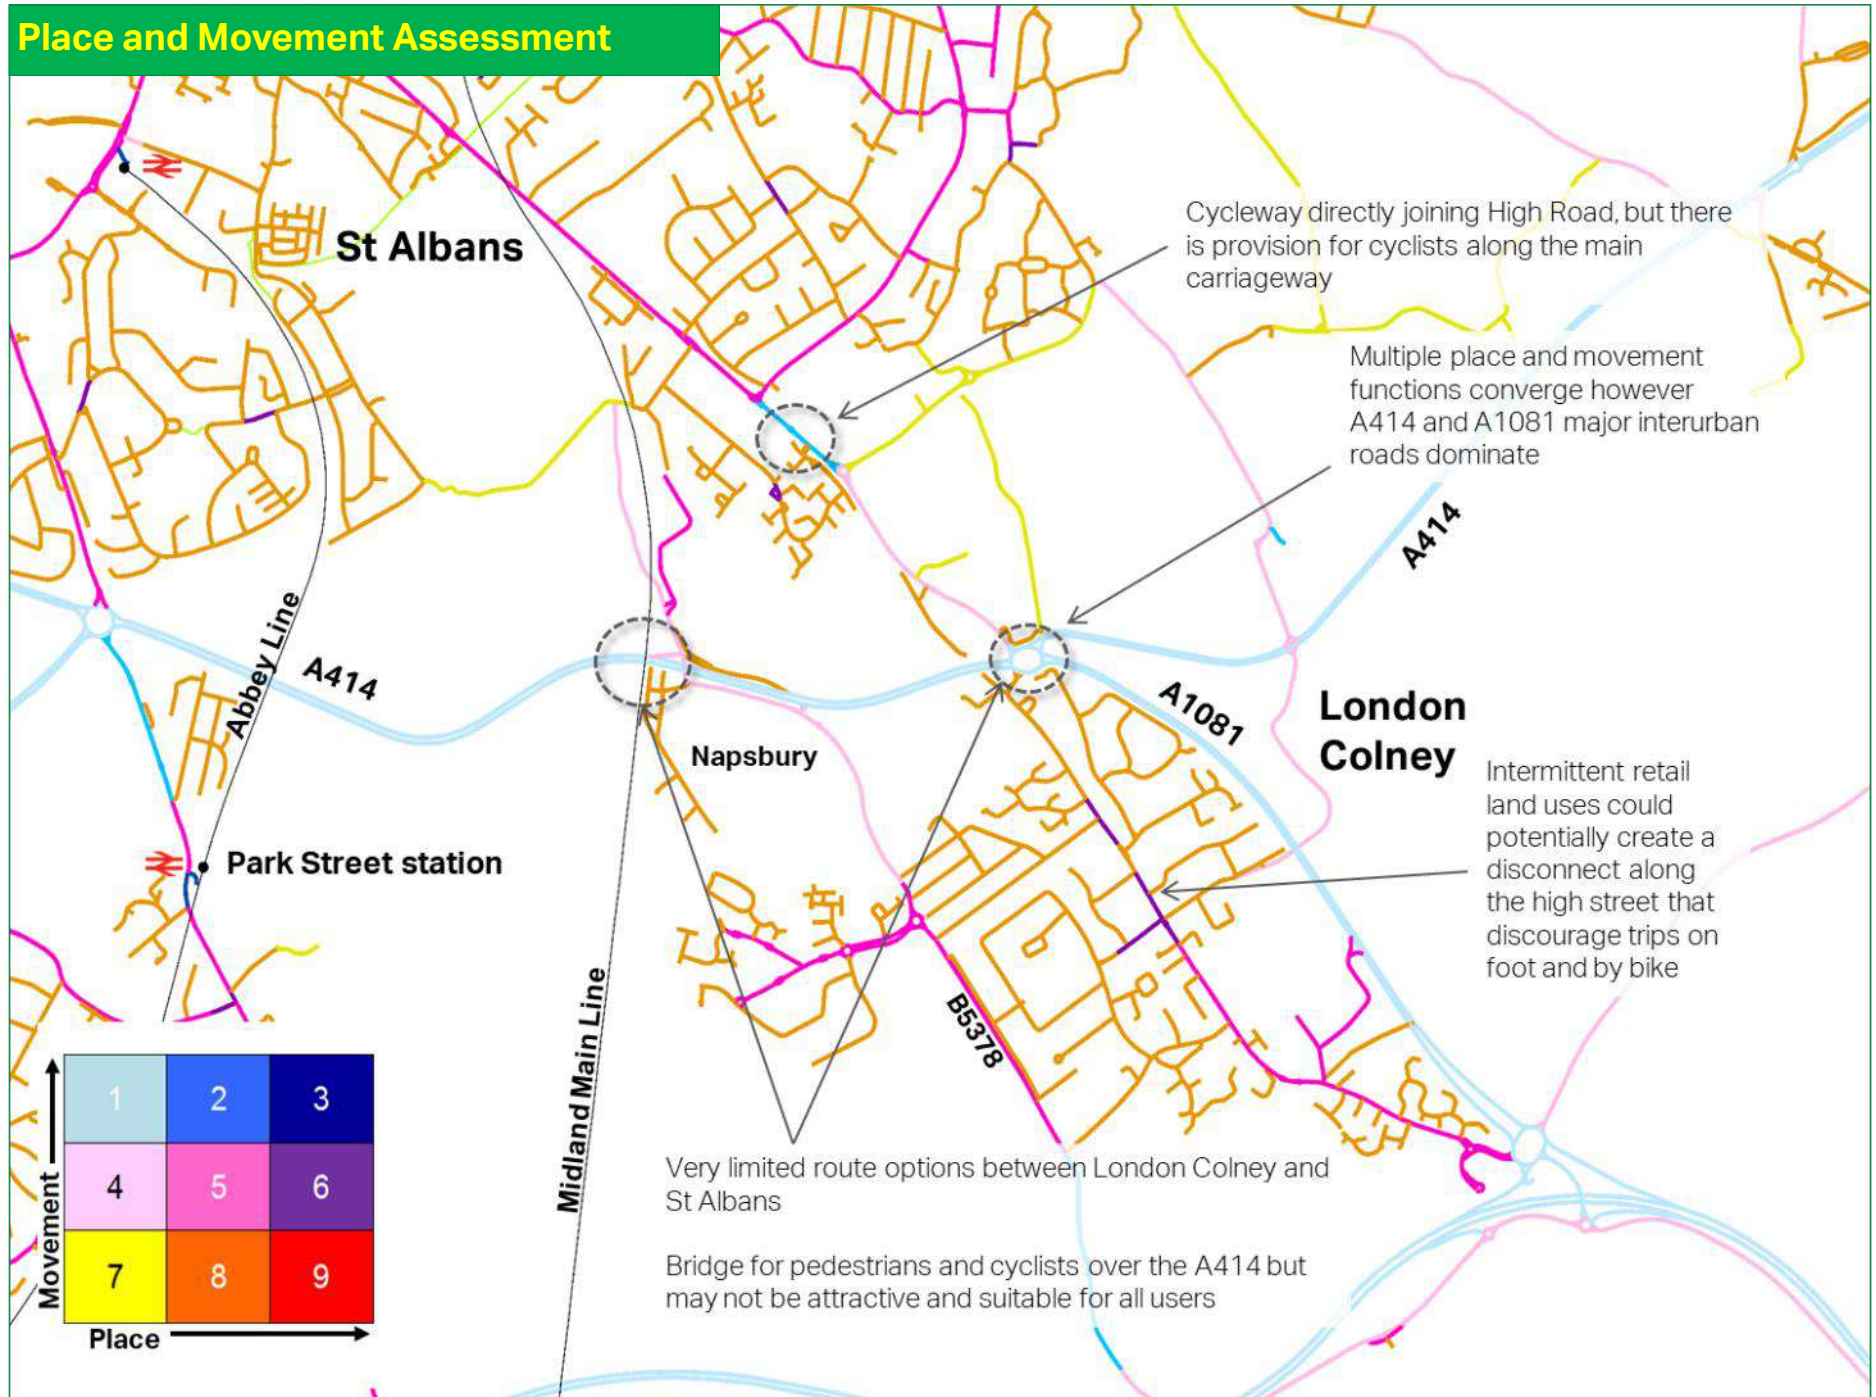 Place and Movement Assessment
St Albans
Cycleway directly joining High Road, but there
is provision for cyclists along the main
carriageway
Multiple place and movement
functions converge however
A414 and A1081 major interurban
roads dominate
A414
Abbey Line
A414
A1081
London
Colney
Napsbury
Intermittent retail
land uses could
potentially create a
disconnect along
the high street that
discourage trips on
foot and by bike
Park Street station
Midland Main Line
B5378
Very limited route options between London Colney and
St Albans
Bridge for pedestrians and cyclists over the A414 but
may not be attractive and suitable for all users
Movement
1 2 3
4 5 6
7 8 9
Place